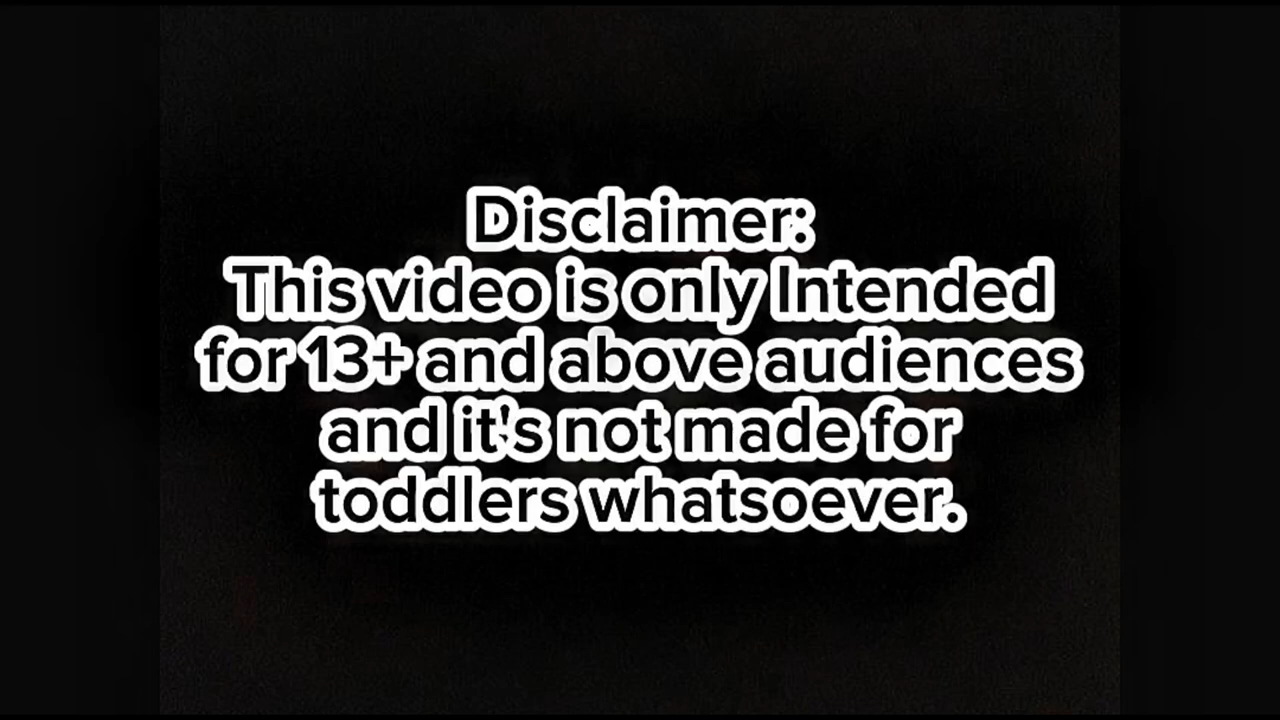 Disclaimer:
This video is only Intended
for 13+ and above audiences
and it's not made for
toddlers whatsoever.